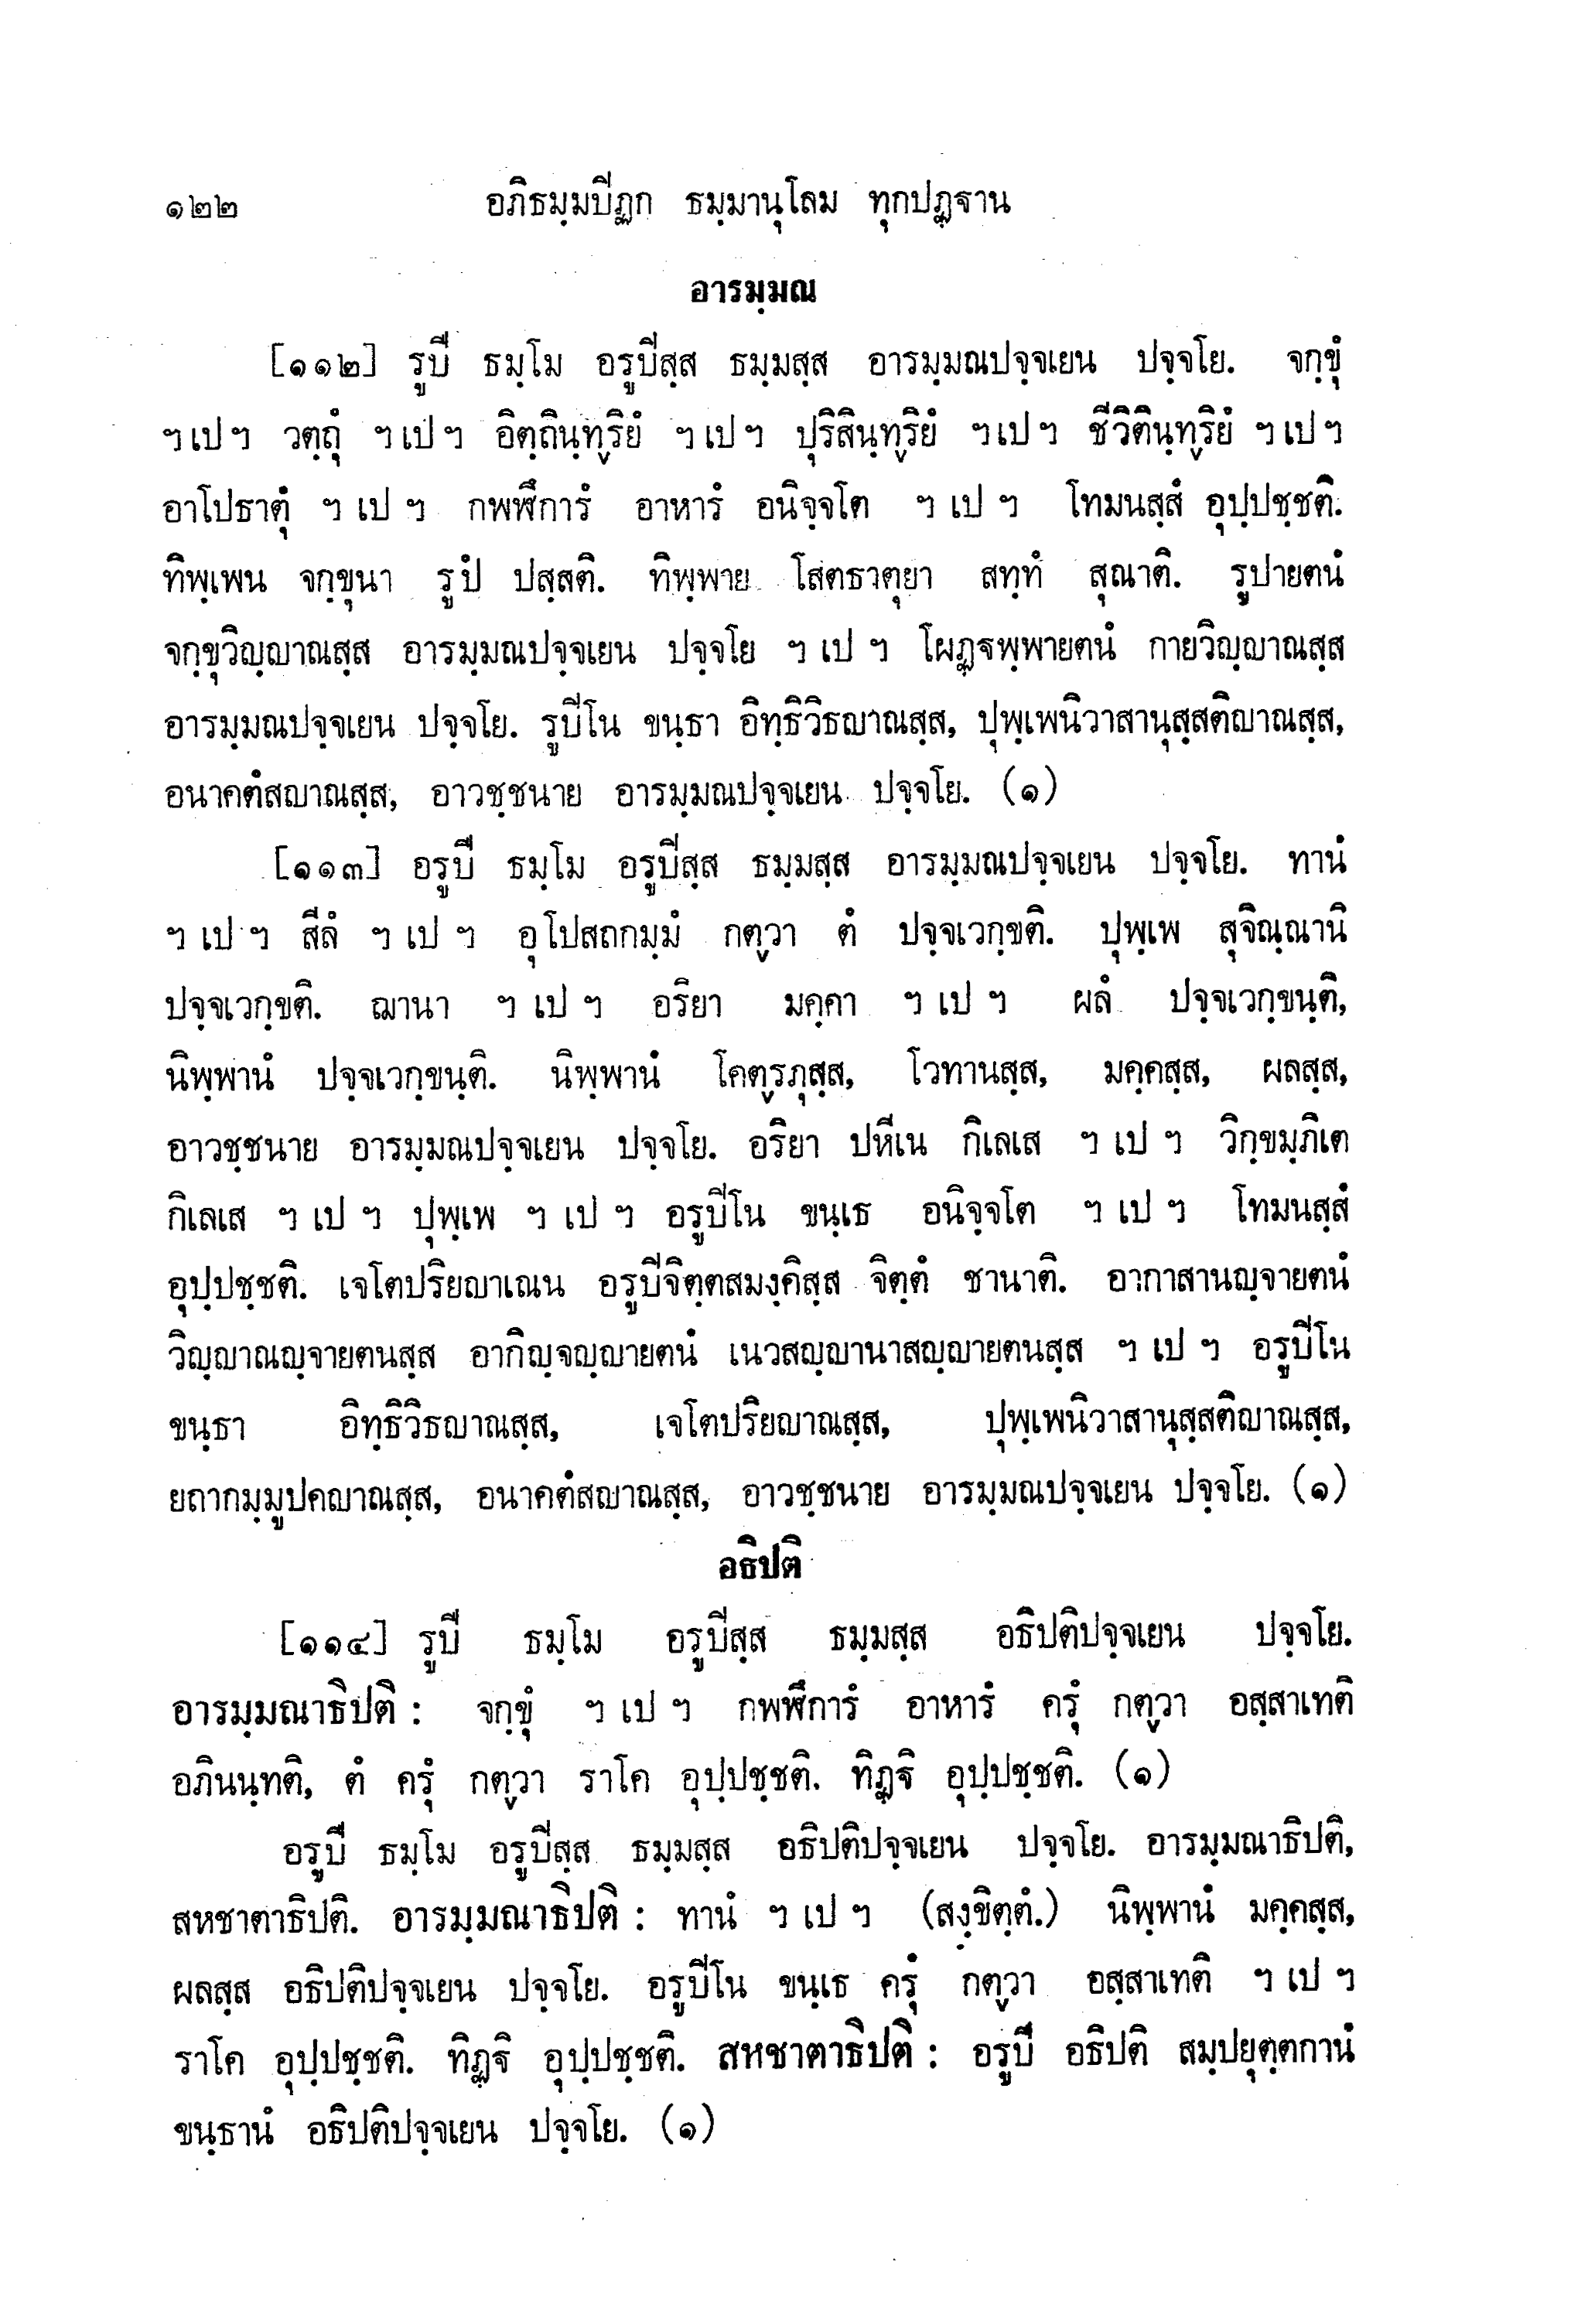 ๑๒๒ อภิธมฺมปีฏก ธมฺมานุโลม ทุกปฏฺฐาน
อารมฺมณ
[๑๑๒] รูปี ธมฺโม อรูปีสฺส ธมฺมสฺส อารมฺมณปจฺจเยน ปจฺจโย. จกฺขุํ
ฯ เป ฯ วตฺถุํ ฯ เป ฯ อิตฺถินฺทฺริยํ ฯ เป ฯ ปุริสินฺทฺริยํ ฯ เป ฯ ชีวิตินฺทฺริยํ ฯ เป ฯ
อาโปธาตุํ ฯ เป ฯ กพฬีการํ อาหารํ อนิจฺจโต ฯ เป ฯ โทมนสฺสํ อุปฺปชฺชติ.
ทิพฺเพน จกฺขุนา รูปํ ปสฺสติ. ทิพฺพาย โสตธาตุยา สทฺทํ สุณาติ. รูปายตนํ
จกฺขุวิญฺญาณสฺส อารมฺมณปจฺจเยน ปจฺจโย ฯ เป ฯ โผฏฺฐพฺพายตนํ กายวิญฺญาณสฺส
อารมฺมณปจฺจเยน ปจฺจโย. รูปีโน ขนฺธา อิทฺธิวิธญาณสฺส, ปุพฺเพนิวาสานุสฺสติญาณสฺส,
อนาคตํสญาณสฺส, อาวชฺชนาย อารมฺมณปจฺจเยน ปจฺจโย. (๑)
[๑๑๓] อรูปี ธมฺโม อรูปีสฺส ธมฺมสฺส อารมฺมณปจฺจเยน ปจฺจโย. ทานํ
ฯ เป ฯ สีลํ ฯ เป ฯ อุโปสถกมฺมํ กตฺวา ตํ ปจฺจเวกฺขติ. ปุพฺเพ สุจิณฺณานิ
ปจฺจเวกฺขติ. ฌานา ฯ เป ฯ อริยา มคฺคา ฯ เป ฯ ผลํ ปจฺจเวกฺขนฺติ,
นิพฺพานํ ปจฺจเวกฺขนฺติ. นิพฺพานํ โคตฺรภุสฺส, โวทานสฺส, มคฺคสฺส, ผลสฺส,
อาวชฺชนาย อารมฺมณปจฺจเยน ปจฺจโย. อริยา ปหีเน กิเลเส ฯ เป ฯ วิกฺขมฺภิเต
กิเลเส ฯ เป ฯ ปุพฺเพ ฯ เป ฯ อรูปีโน ขนฺเธ อนิจฺจโต ฯ เป ฯ โทมนสฺสํ
อุปฺปชฺชติ. เจโตปริยญาเณน อรูปีจิตฺตสมงฺคิสฺส จิตฺตํ ชานาติ. อากาสานญฺจายตนํ
วิญฺญาณญฺจายตนสฺส อากิญฺจญฺญายตนํ เนวสญฺญานาสญฺญายตนสฺส ฯ เป ฯ อรูปีโน
ขนฺธา อิทฺธิวิธญาณสฺส, เจโตปริยญาณสฺส, ปุพฺเพนิวาสานุสฺสติญาณสฺส,
ยถากมฺมูปคญาณสฺส, อนาคตํสญาณสฺส, อาวชฺชนาย อารมฺมณปจฺจเยน ปจฺจโย. (๑)
อธิปติ
[๑๑๔] รูปี ธมฺโม อรูปีสฺส ธมฺมสฺส อธิปติปจฺจเยน ปจฺจโย.
อารมฺมณาธิปติ : จกฺขุํ ฯ เป ฯ กพฬีการํ อาหารํ ครุํ กตฺวา อสฺสาเทติ
อภินนฺทติ, ตํ ครุํ กตฺวา ราโค อุปฺปชฺชติ. ทิฏฺฐิ อุปฺปชฺชติ. (๑)
อรูปี ธมฺโม อรูปีสฺส ธมฺมสฺส อธิปติปจฺจเยน ปจฺจโย. อารมฺมณาธิปติ,
สหชาตาธิปติ. อารมฺมณาธิปติ : ทานํ ฯ เป ฯ (สงฺขิตฺตํ.) นิพฺพานํ มคฺคสฺส,
ผลสฺส อธิปติปจฺจเยน ปจฺจโย. อรูปีโน ขนฺเธ ครุํ กตฺวา อสฺสาเทติ ฯ เป ฯ
ราโค อุปฺปชฺชติ. ทิฏฺฐิ อุปฺปชฺชติ. สหชาตาธิปติ : อรูปี อธิปติ สมฺปยุตฺตกานํ
ขนฺธานํ อธิปติปจฺจเยน ปจฺจโย. (๑)